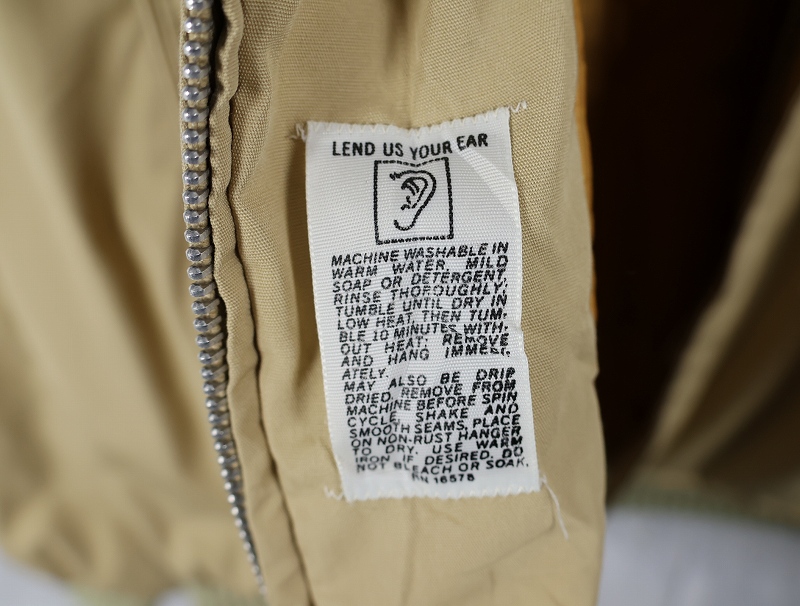 LEND US YOUR EAR
MACHINE WASHABLE IN
WARM WATER. MILD
SOAP OR DETERGENT,
RINSE THOROUGHLY.
TUMBLE UNTIL DRY IN
LOW HEAT THEN TUM-
BLE 10 MINUTES WITH-
OUT HEAT; REMOVE
AND HANG IMMEDI-
ATELY.
MAY ALSO BE DRIP
DRIED. REMOVE FROM
MACHINE BEFORE SPIN
CYCLE, SHAKE AND
SMOOTH SEAMS, PLACE
ON NON-RUST HANGER
TO DRY. USE WARM
IRON IF DESIRED. DO
NOT BLEACH OR SOAK.
RN 16578